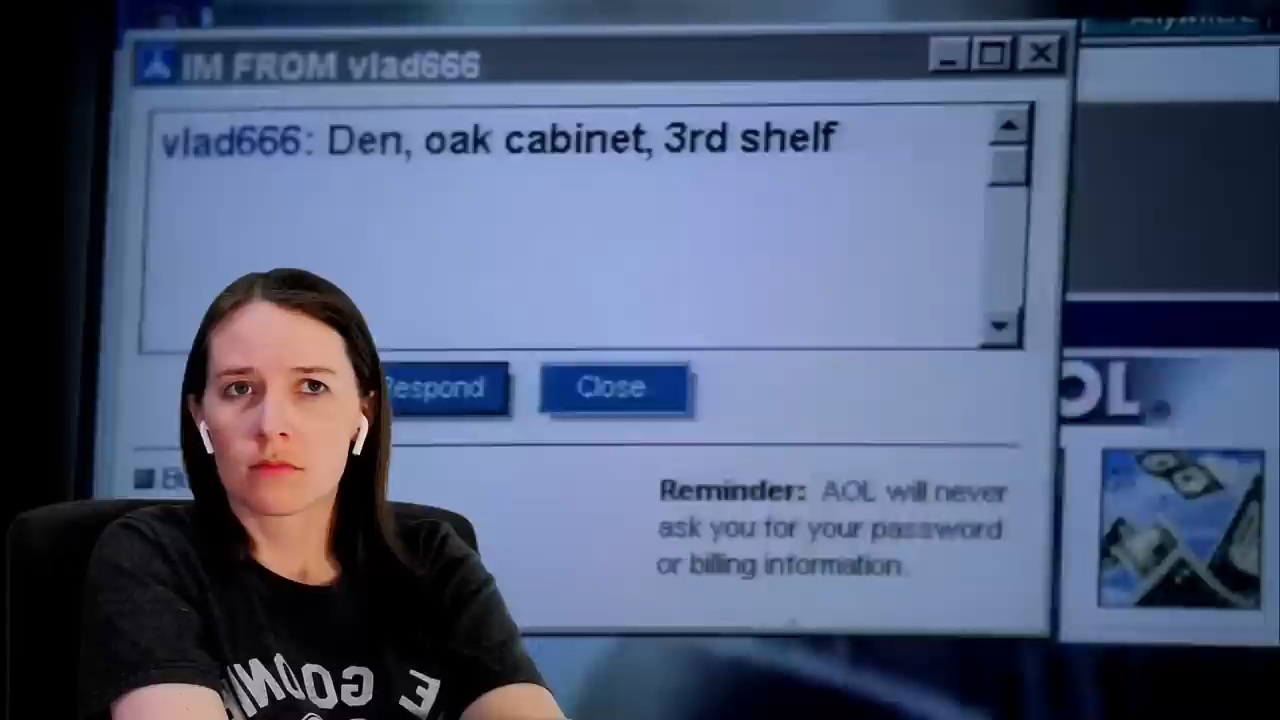 IM FROM vlad666
vlad666: Den, oak cabinet, 3rd shelf
Respond
Close
Reminder: AOL will never
ask you for your password
or billing information.
OL